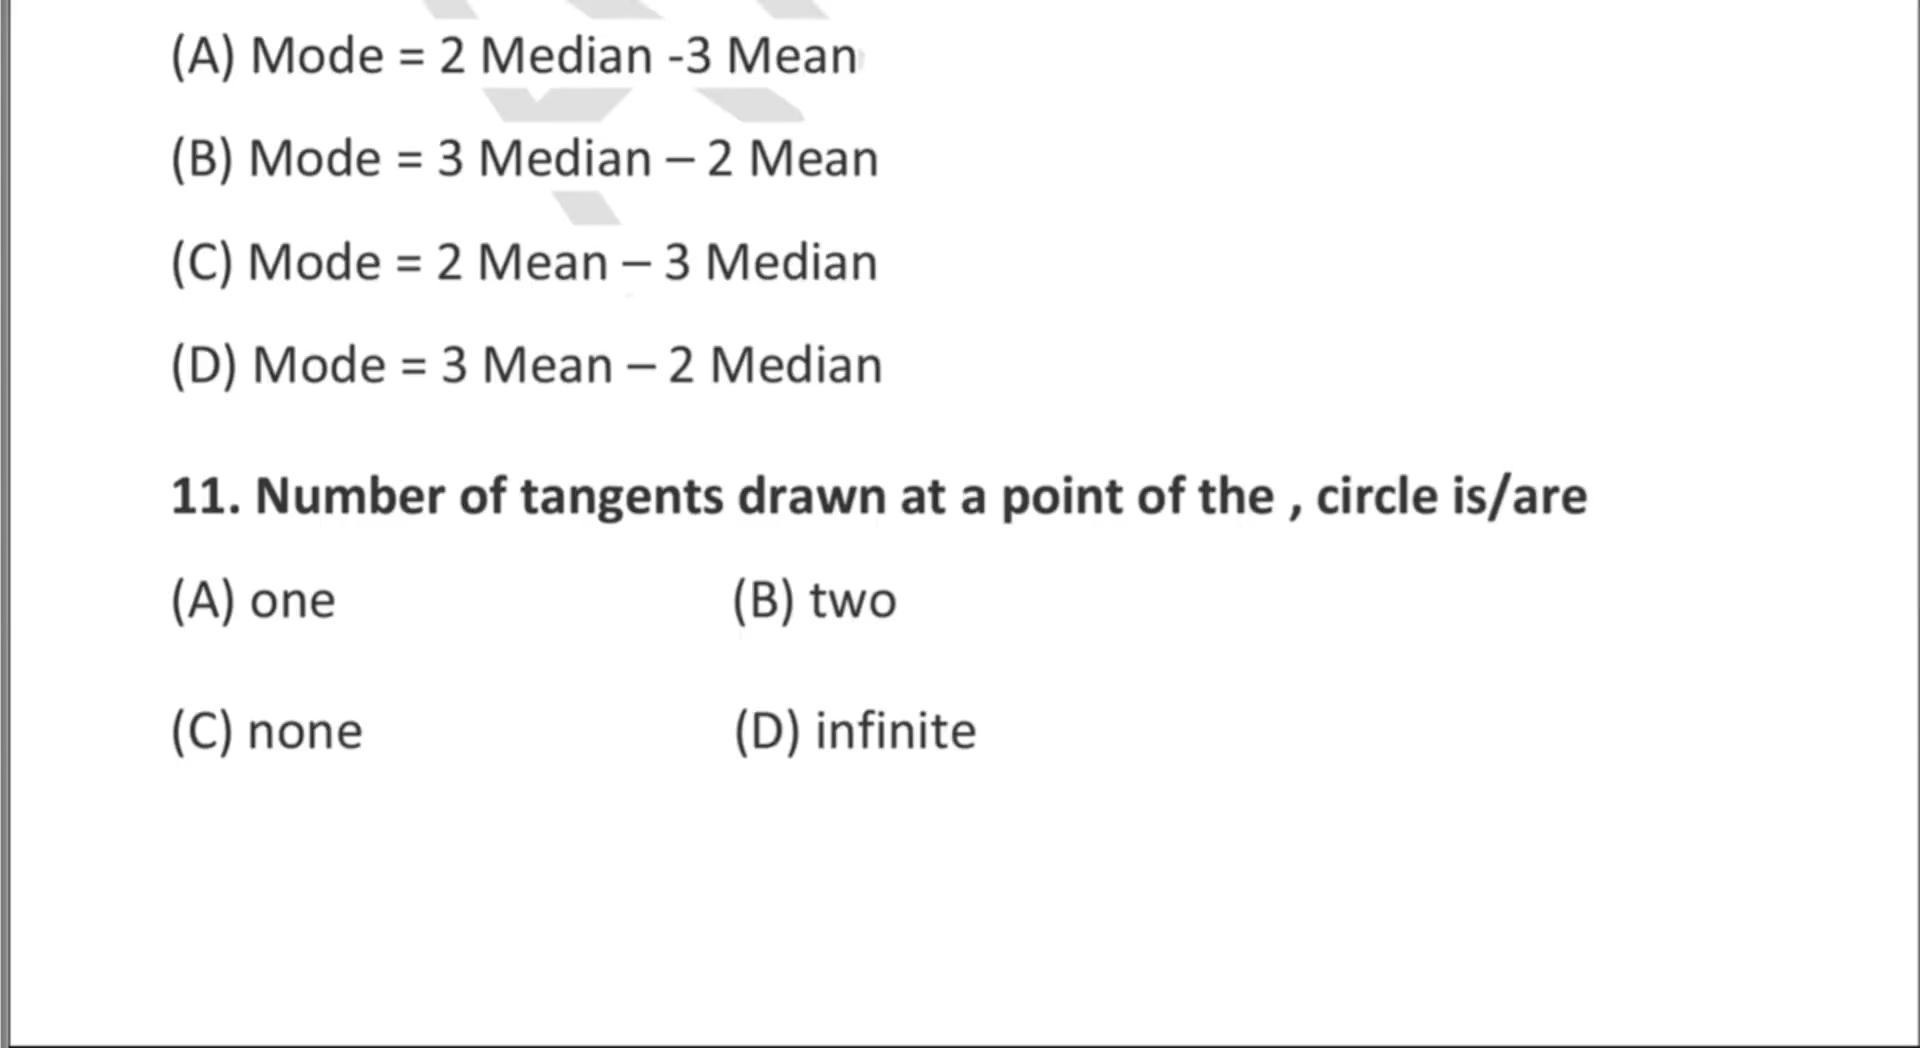 (A) Mode = 2 Median -3 Mean
(B) Mode = 3 Median – 2 Mean
(C) Mode = 2 Mean – 3 Median
(D) Mode = 3 Mean – 2 Median
11. Number of tangents drawn at a point of the , circle is/are
(A) one (B) two
(C) none (D) infinite